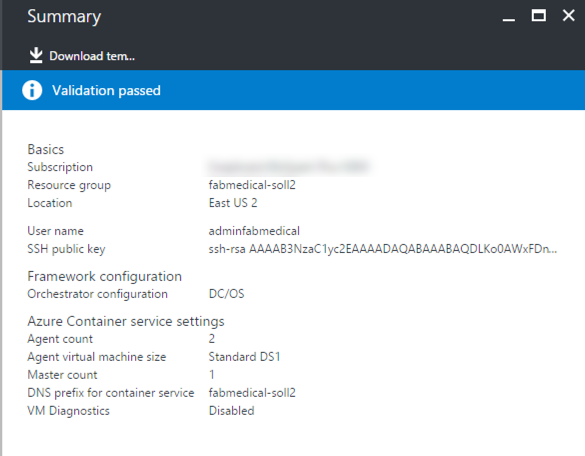 Summary
Download tem...
Validation passed
Basics
Subscription
Resource group fabmedical-soll2
Location East US 2
User name adminfabmedical
SSH public key ssh-rsa AAAAB3NzaC1yc2EAAAADAQABAAABAQDLKo0AWxFDn...
Framework configuration
Orchestrator configuration DC/OS
Azure Container service settings
Agent count 2
Agent virtual machine size Standard DS1
Master count 1
DNS prefix for container service fabmedical-soll2
VM Diagnostics Disabled